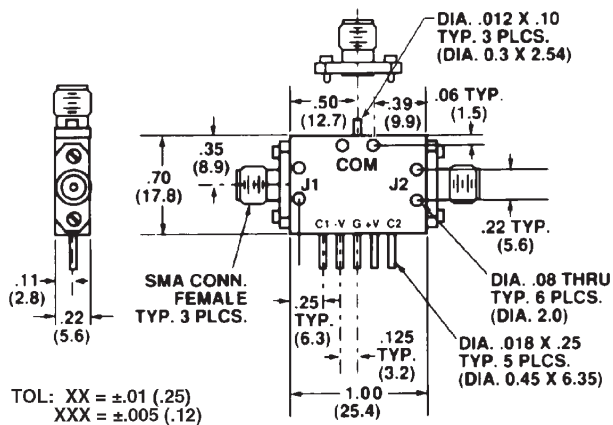 DIA. .012 X .10
TYP. 3 PLCS.
(DIA. 0.3 X 2.54)
.50
(12.7)
.39
(9.9)
.06 TYP.
(1.5)
.35
(8.9)
.70
(17.8)
COM
J1
J2
C1 -V G +V C2
.22 TYP.
(5.6)
.11
(2.8)
.22
(5.6)
SMA CONN.
FEMALE
TYP. 3 PLCS.
.25
TYP.
(6.3)
.125
TYP.
(3.2)
DIA. .08 THRU
TYP. 6 PLCS.
(DIA. 2.0)
DIA. .018 X .25
TYP. 5 PLCS.
(DIA. 0.45 X 6.35)
1.00
(25.4)
TOL: XX = ±.01 (.25)
XXX = ±.005 (.12)